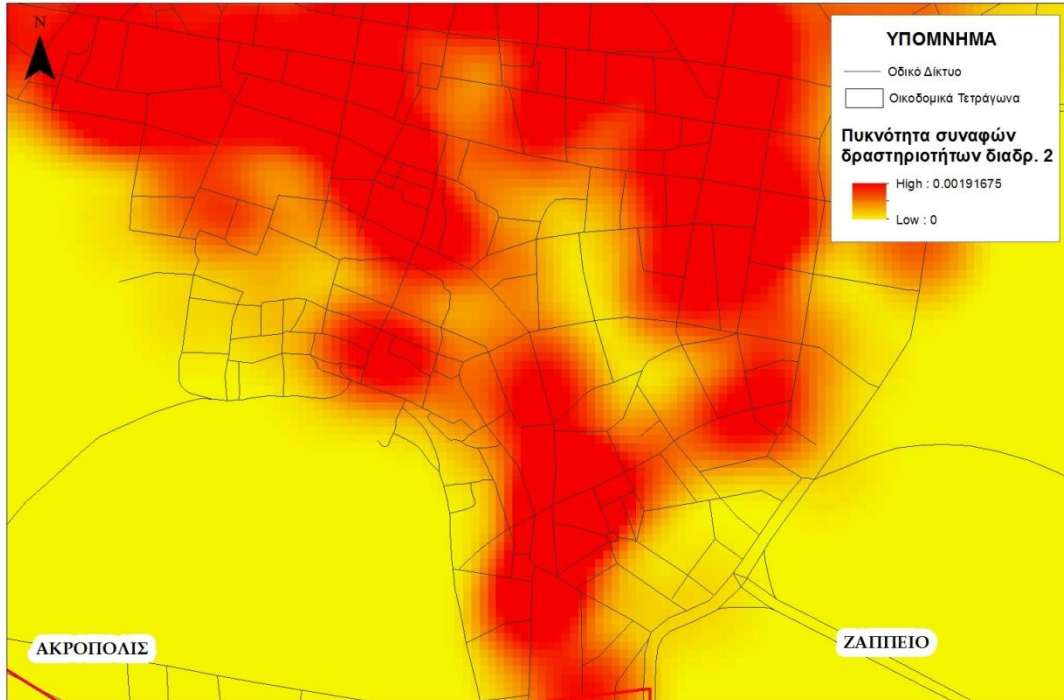 N
ΥΠΟΜΝΗΜΑ
Οδικό Δίκτυο
Οικοδομικά Τετράγωνα
Πυκνότητα συναφών
δραστηριοτήτων διαδρ. 2
High : 0.00191675
Low : 0
ΑΚΡΟΠΟΛΙΣ
ΖΑΠΠΕΙΟ